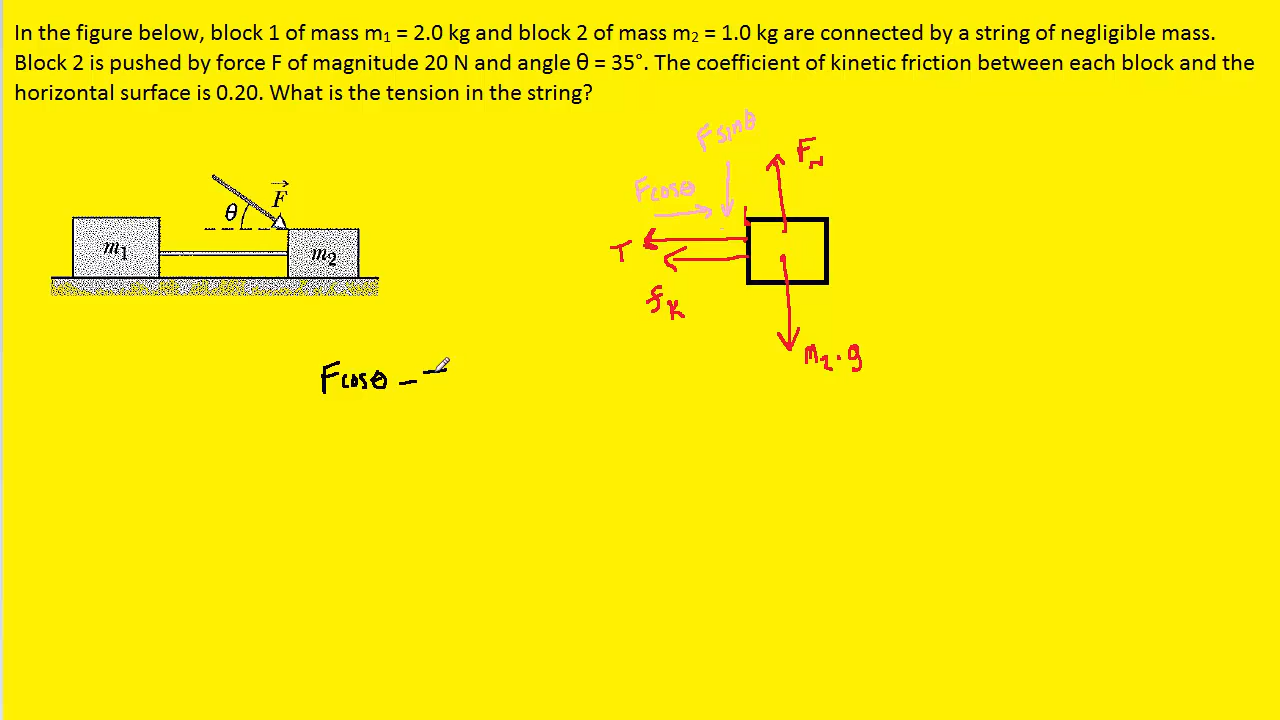 In the figure below, block 1 of mass m₁ = 2.0 kg and block 2 of mass m₂ = 1.0 kg are connected by a string of negligible mass.
Block 2 is pushed by force F of magnitude 20 N and angle θ = 35°. The coefficient of kinetic friction between each block and the
horizontal surface is 0.20. What is the tension in the string?
F sinθ
F_N
F cosθ
F⃗
θ
T
m₁
m₂
f_K
m₂·g
Fcosθ –